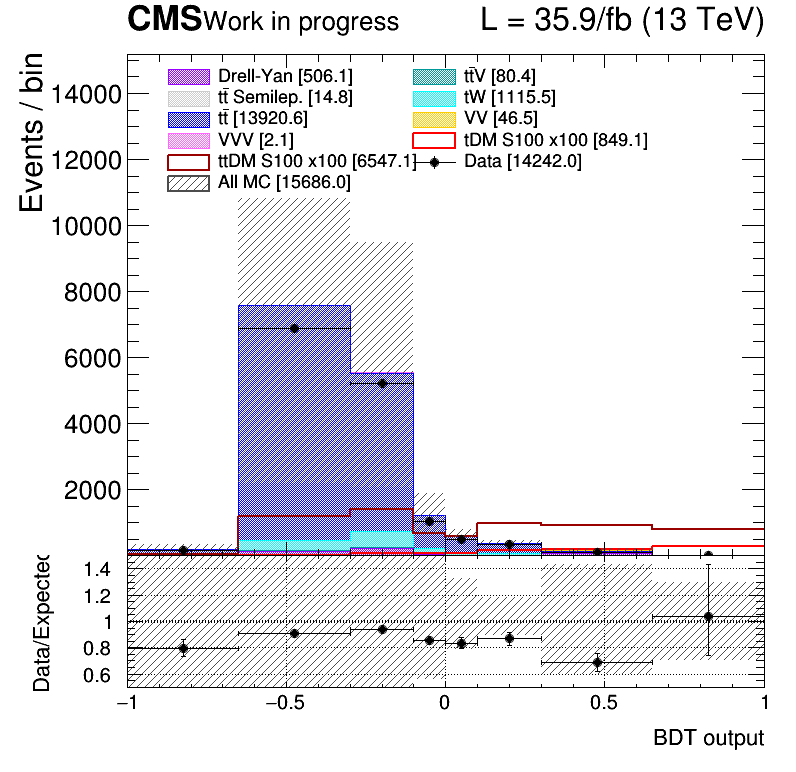 CMS Work in progress L = 35.9/fb (13 TeV)
Events / bin
14000
12000
10000
8000
6000
4000
2000
Drell-Yan [506.1]
tt̄V [80.4]
tt̄ Semilep. [14.8]
tW [1115.5]
tt̄ [13920.6]
VV [46.5]
VVV [2.1]
tDM S100 x100 [849.1]
ttDM S100 x100 [6547.1]
Data [14242.0]
All MC [15686.0]
Data/Expected
1.4
1.2
1
0.8
0.6
−1 −0.5 0 0.5 1
BDT output